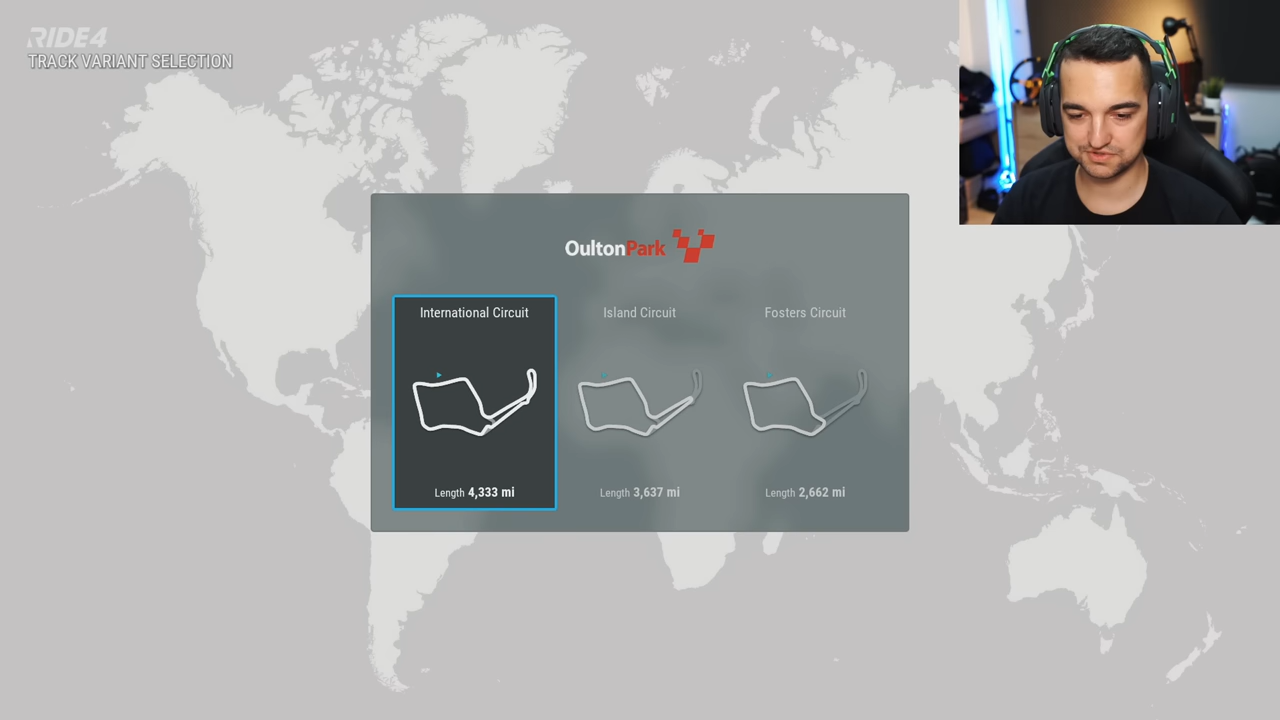 RIDE4
TRACK VARIANT SELECTION
OultonPark
International Circuit
Island Circuit
Fosters Circuit
Length 4,333 mi
Length 3,637 mi
Length 2,662 mi